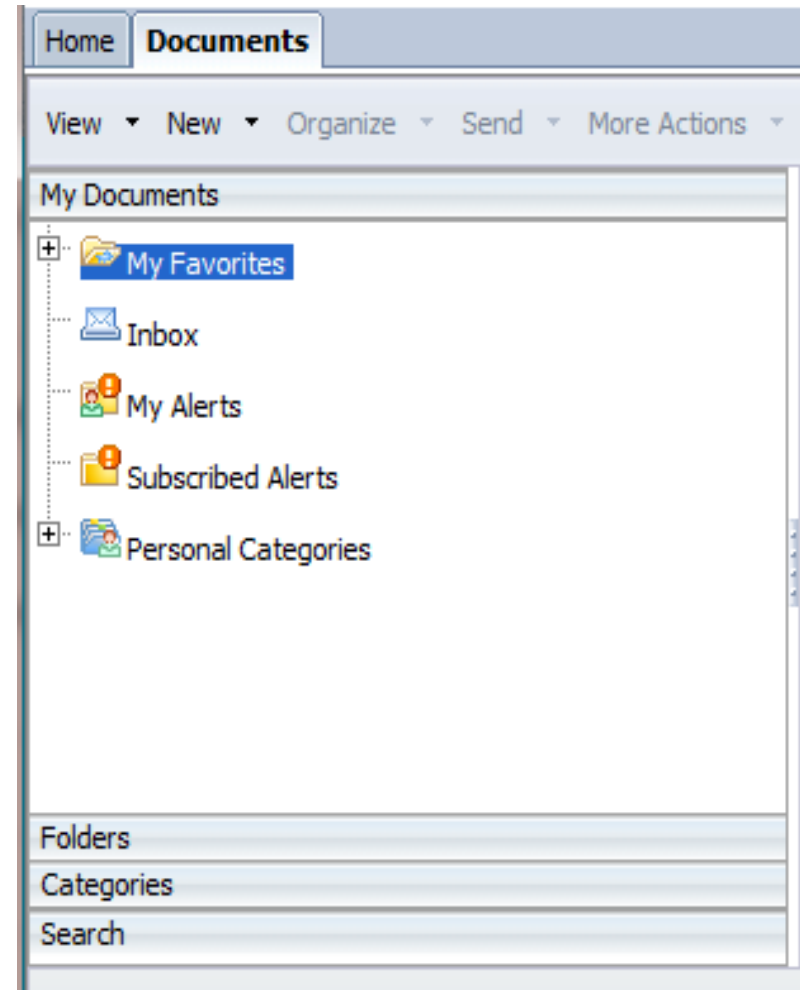 Home Documents
View New Organize Send More Actions
My Documents
My Favorites
Inbox
My Alerts
Subscribed Alerts
Personal Categories
Folders
Categories
Search